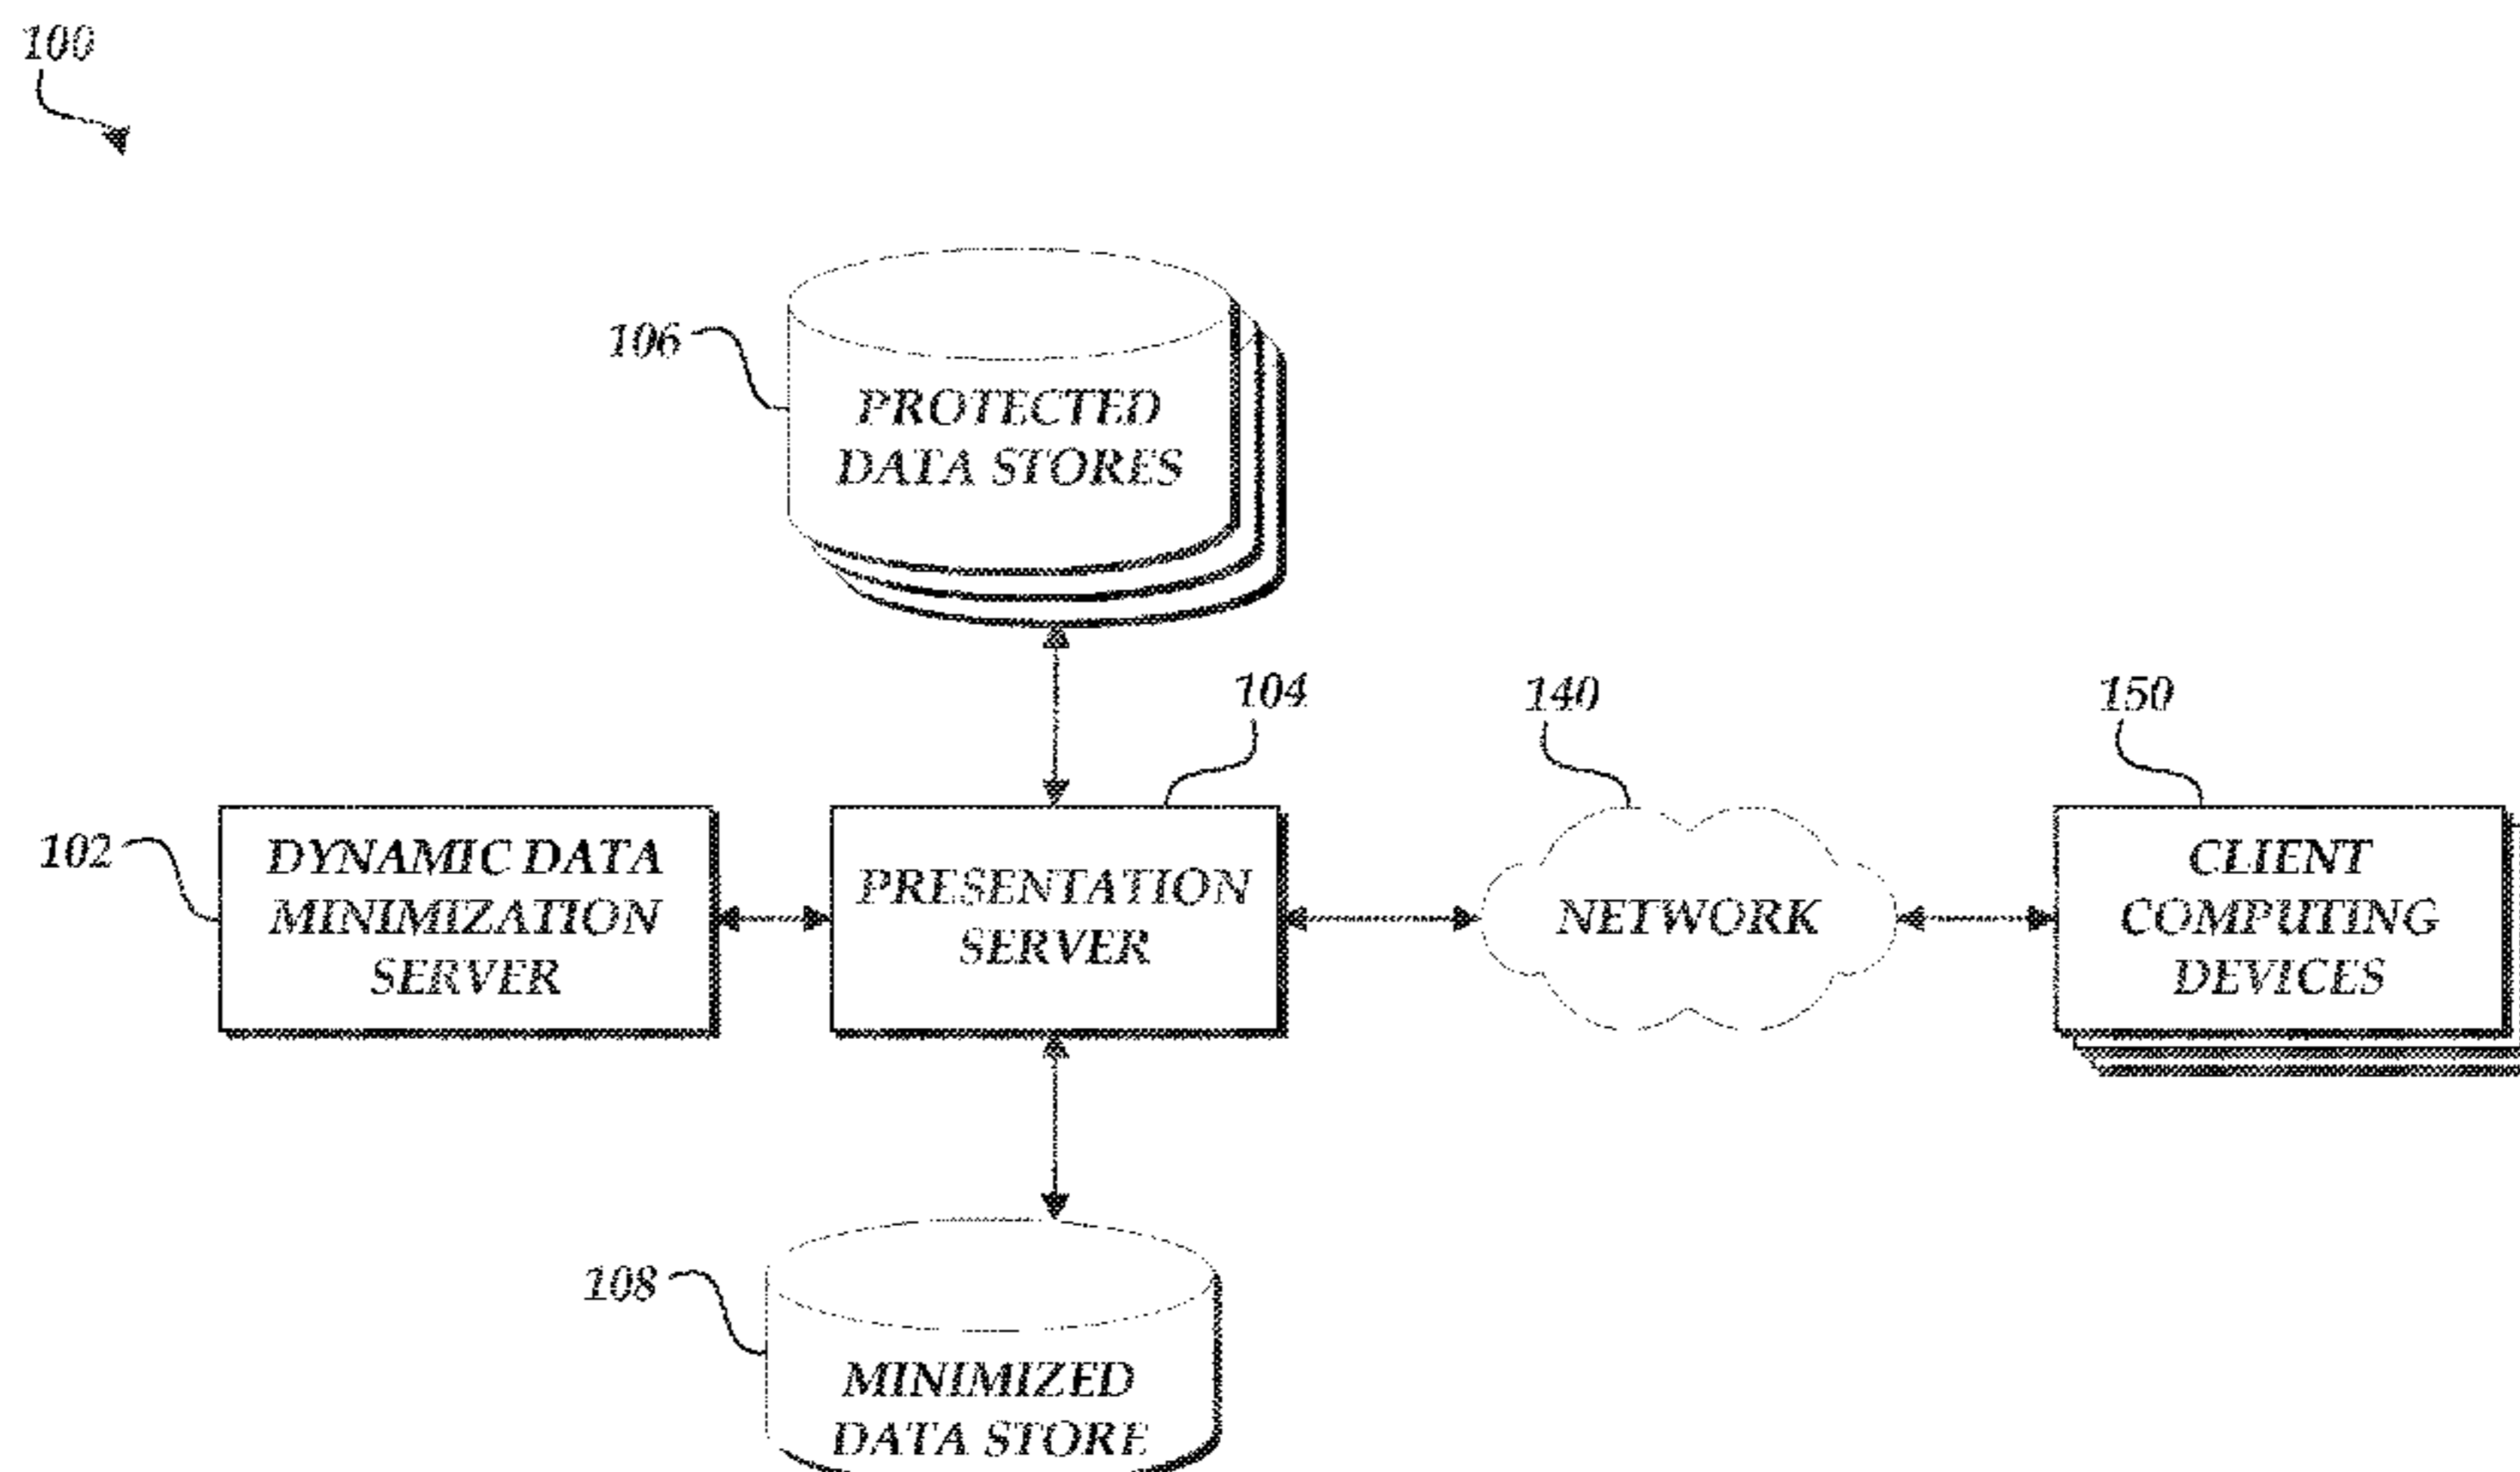 100
106
PROTECTED
DATA STORES
104
140
150
102
DYNAMIC DATA
MINIMIZATION
SERVER
PRESENTATION
SERVER
NETWORK
CLIENT
COMPUTING
DEVICES
108
MINIMIZED
DATA STORE